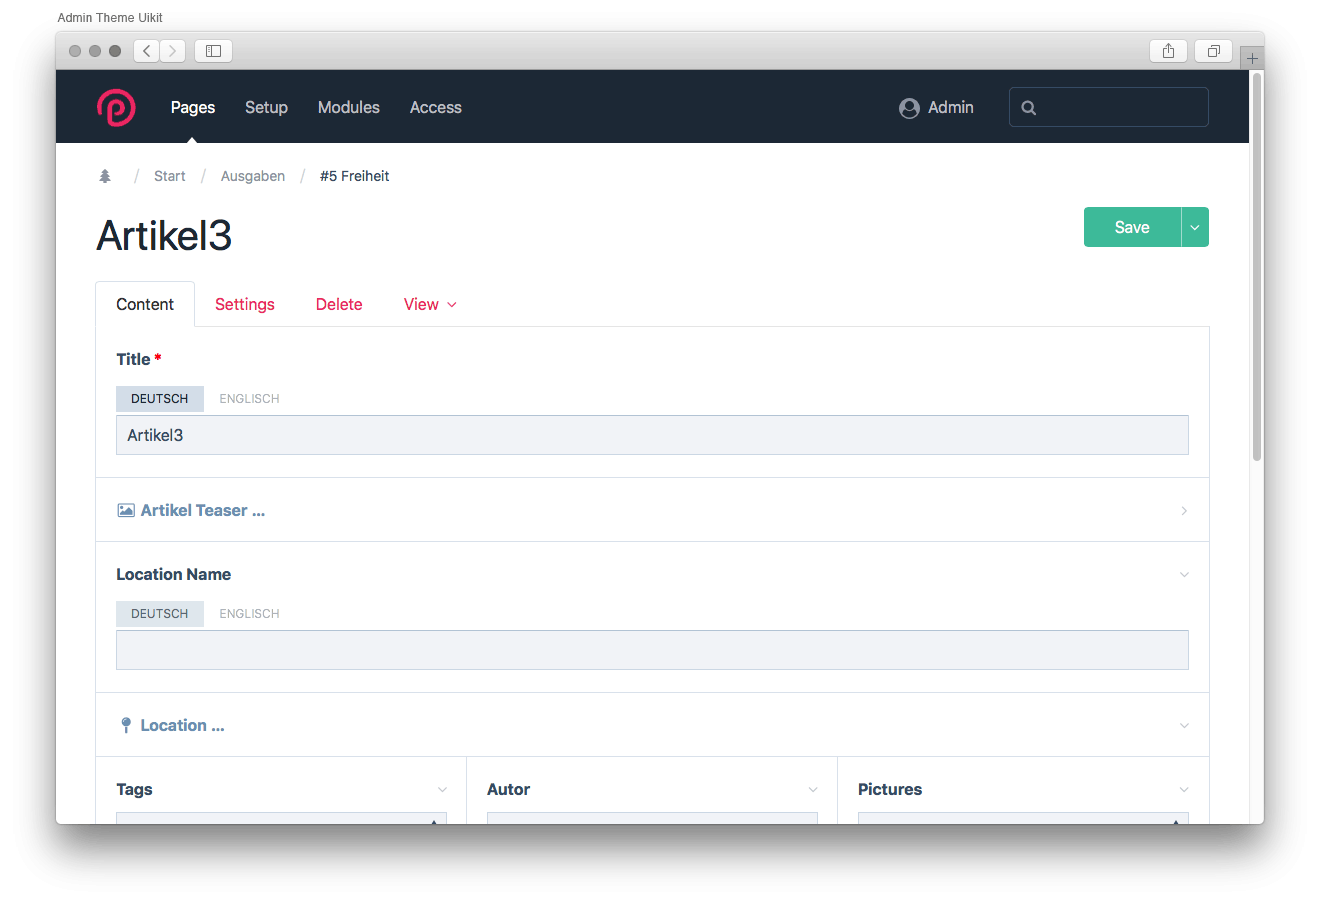 Admin Theme Uikit
Pages Setup Modules Access Admin
/ Start / Ausgaben / #5 Freiheit
Artikel3
Save
Content Settings Delete View
Title *
DEUTSCH ENGLISCH
Artikel3
Artikel Teaser ...
Location Name
DEUTSCH ENGLISCH
Location ...
Tags Autor Pictures